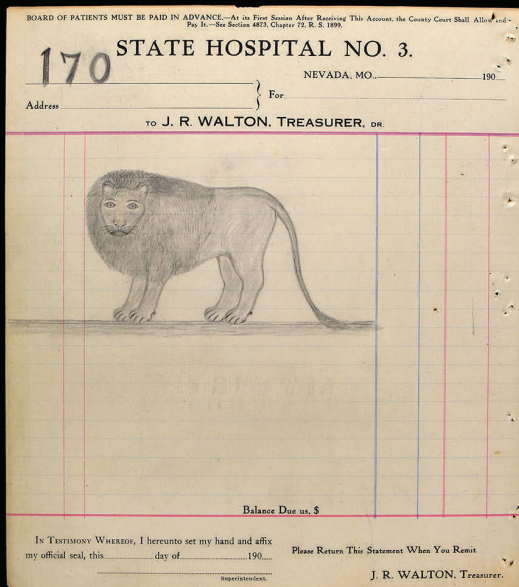 BOARD OF PATIENTS MUST BE PAID IN ADVANCE.—At its First Session After Receiving This Account, the County Court Shall Allow and
Pay It.—See Section 4873, Chapter 72, R. S. 1899.
STATE HOSPITAL NO. 3.
170
NEVADA, MO., 190
For
Address
TO J. R. WALTON, TREASURER, DR.
Balance Due us, $
IN TESTIMONY WHEREOF, I hereunto set my hand and affix
my official seal, this day of 190
Please Return This Statement When You Remit.
Superintendent.
J. R. WALTON, Treasurer.